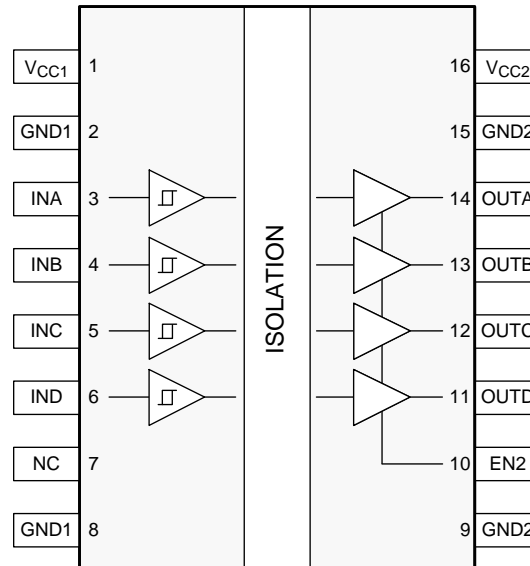 VCC1 1 16 VCC2
GND1 2 15 GND2
INA 3 14 OUTA
INB 4 13 OUTB
INC 5 12 OUTC
IND 6 11 OUTD
NC 7 10 EN2
GND1 8 9 GND2
ISOLATION